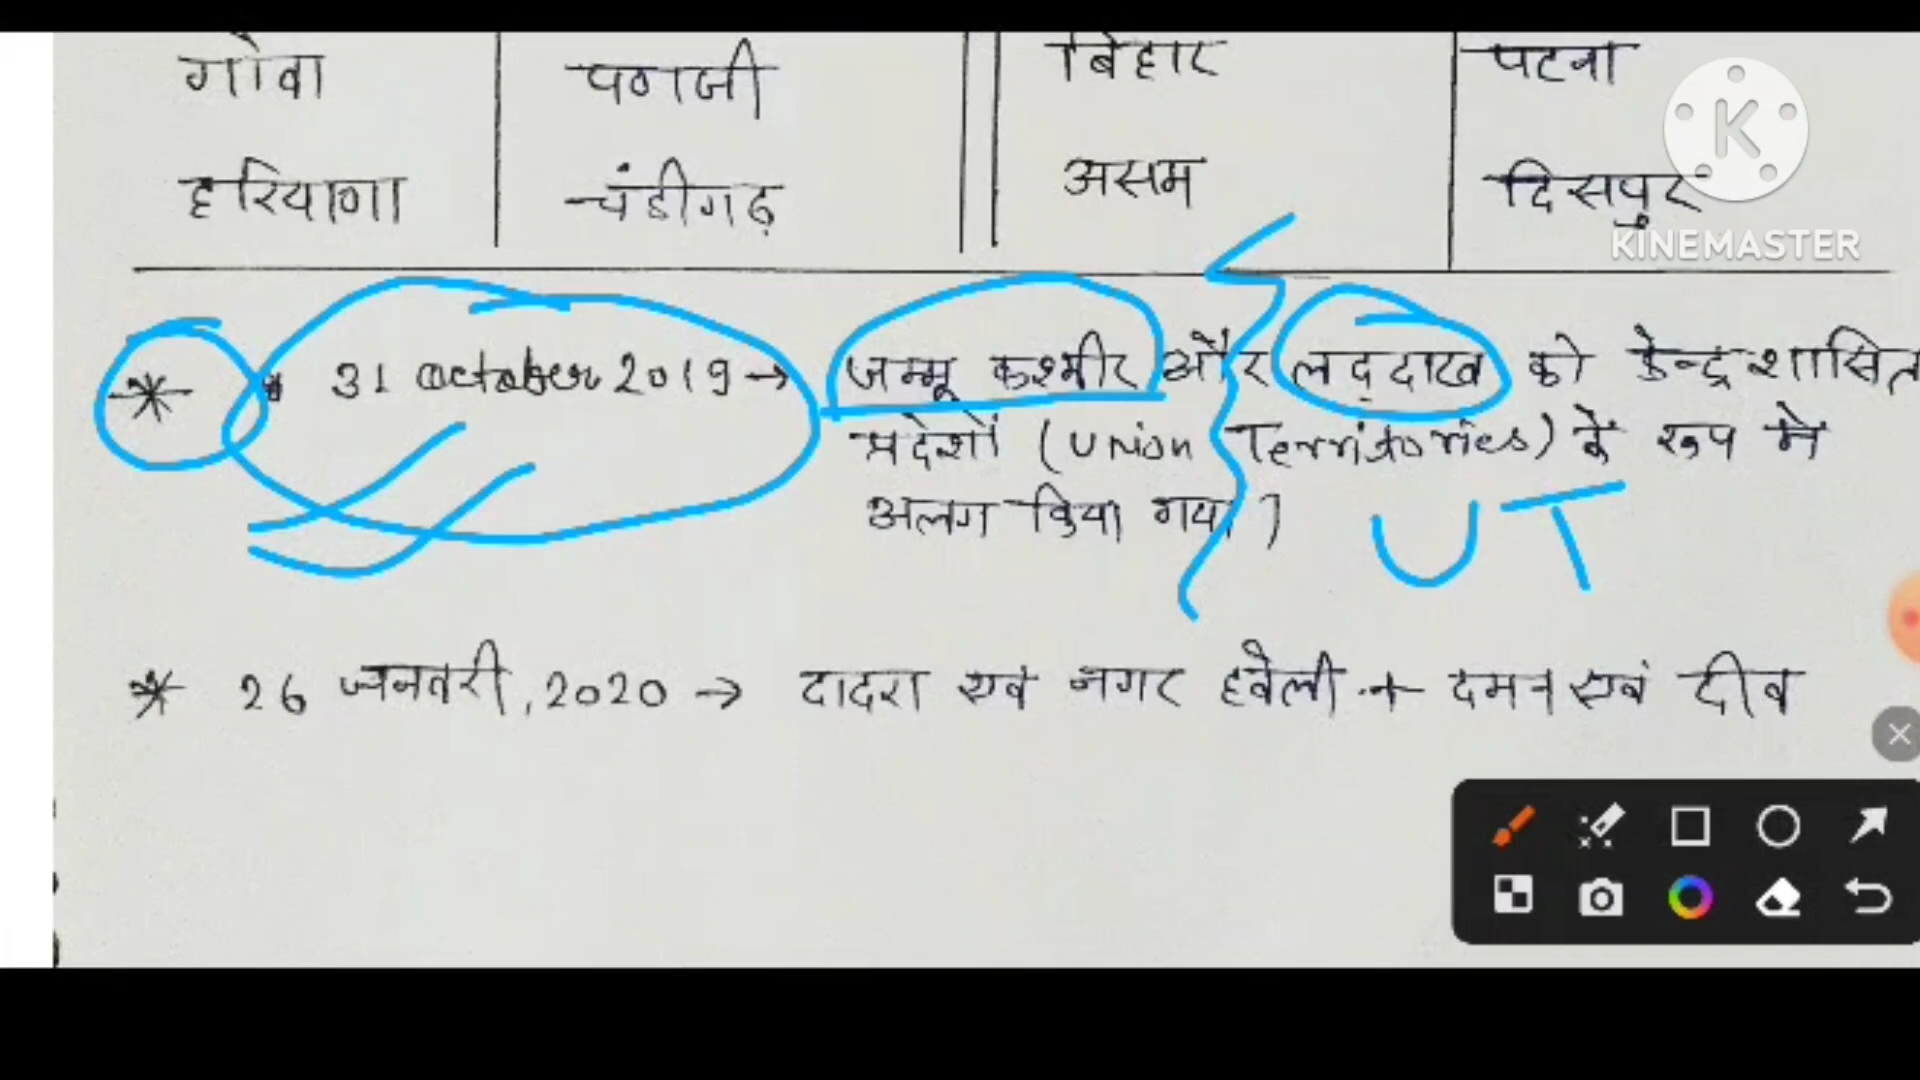 गोवा पणजी बिहार पटना
हरियाणा चंडीगढ़ असम दिसपुर
KINEMASTER
* 31 October 2019 → जम्मू कश्मीर और लद्दाख को केन्द्र शासित
प्रदेशों (Union Territories) के रूप मे
अलग किया गया।
UT
* 26 जनवरी, 2020 → दादरा एवं नगर हवेली + दमन एवं दीव